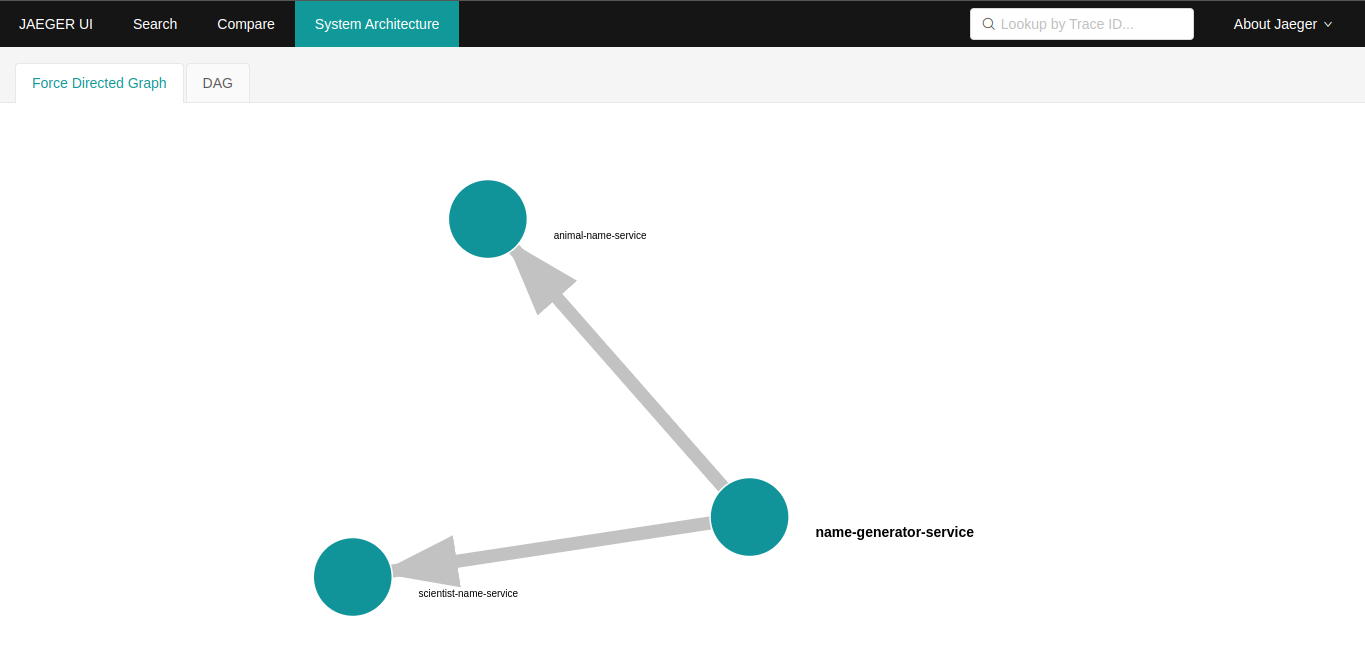 JAEGER UI Search Compare System Architecture Lookup by Trace ID... About Jaeger
Force Directed Graph DAG
animal-name-service
name-generator-service
scientist-name-service